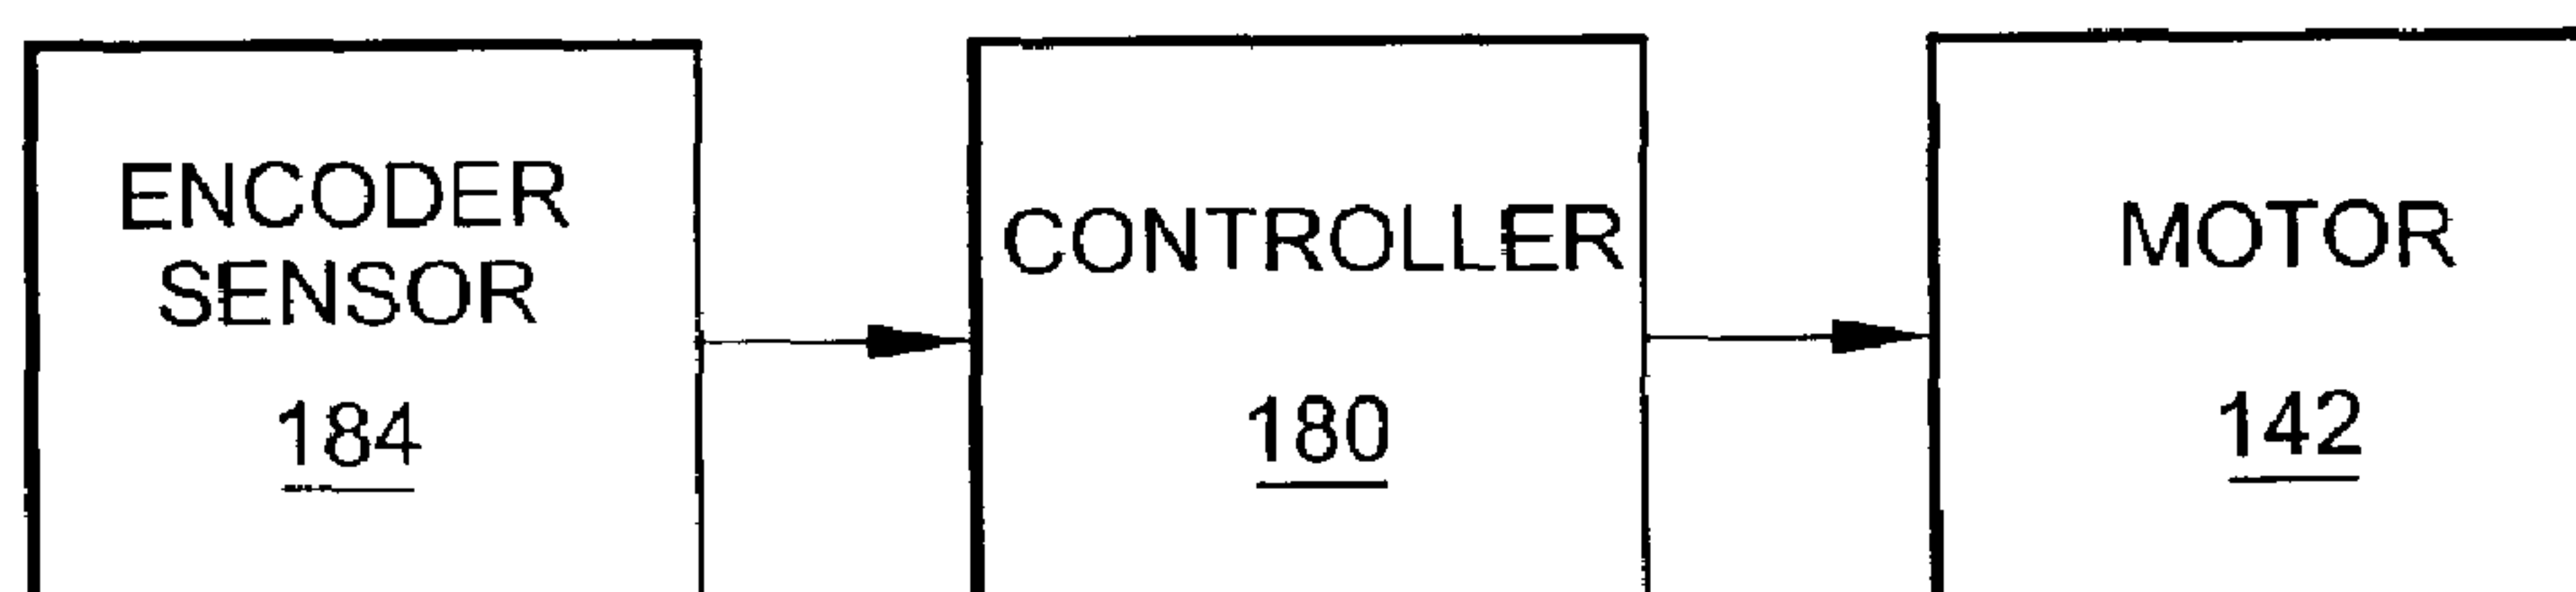 ENCODER
SENSOR
184
CONTROLLER
180
MOTOR
142